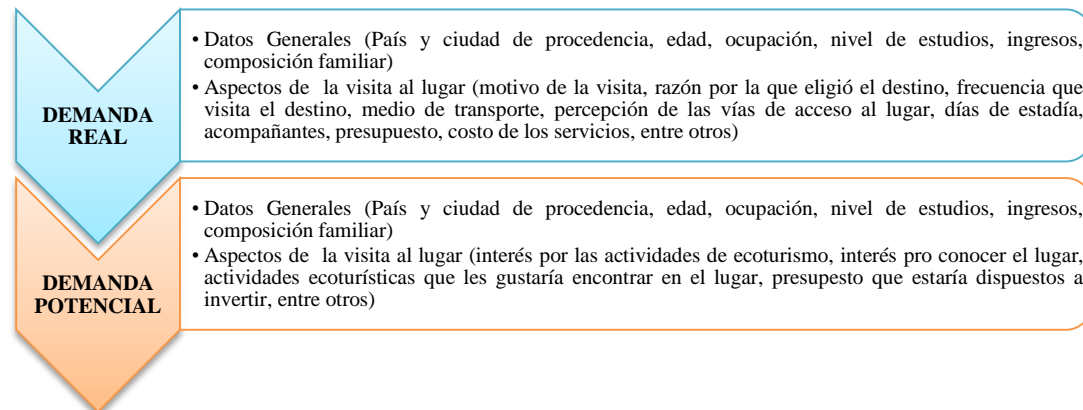 DEMANDA
REAL
• Datos Generales (País y ciudad de procedencia, edad, ocupación, nivel de estudios, ingresos,
composición familiar)
• Aspectos de la visita al lugar (motivo de la visita, razón por la que eligió el destino, frecuencia que
visita el destino, medio de transporte, percepción de las vías de acceso al lugar, días de estadía,
acompañantes, presupuesto, costo de los servicios, entre otros)
DEMANDA
POTENCIAL
• Datos Generales (País y ciudad de procedencia, edad, ocupación, nivel de estudios, ingresos,
composición familiar)
• Aspectos de la visita al lugar (interés por las actividades de ecoturismo, interés pro conocer el lugar,
actividades ecoturísticas que les gustaría encontrar en el lugar, presupesto que estaría dispuestos a
invertir, entre otros)